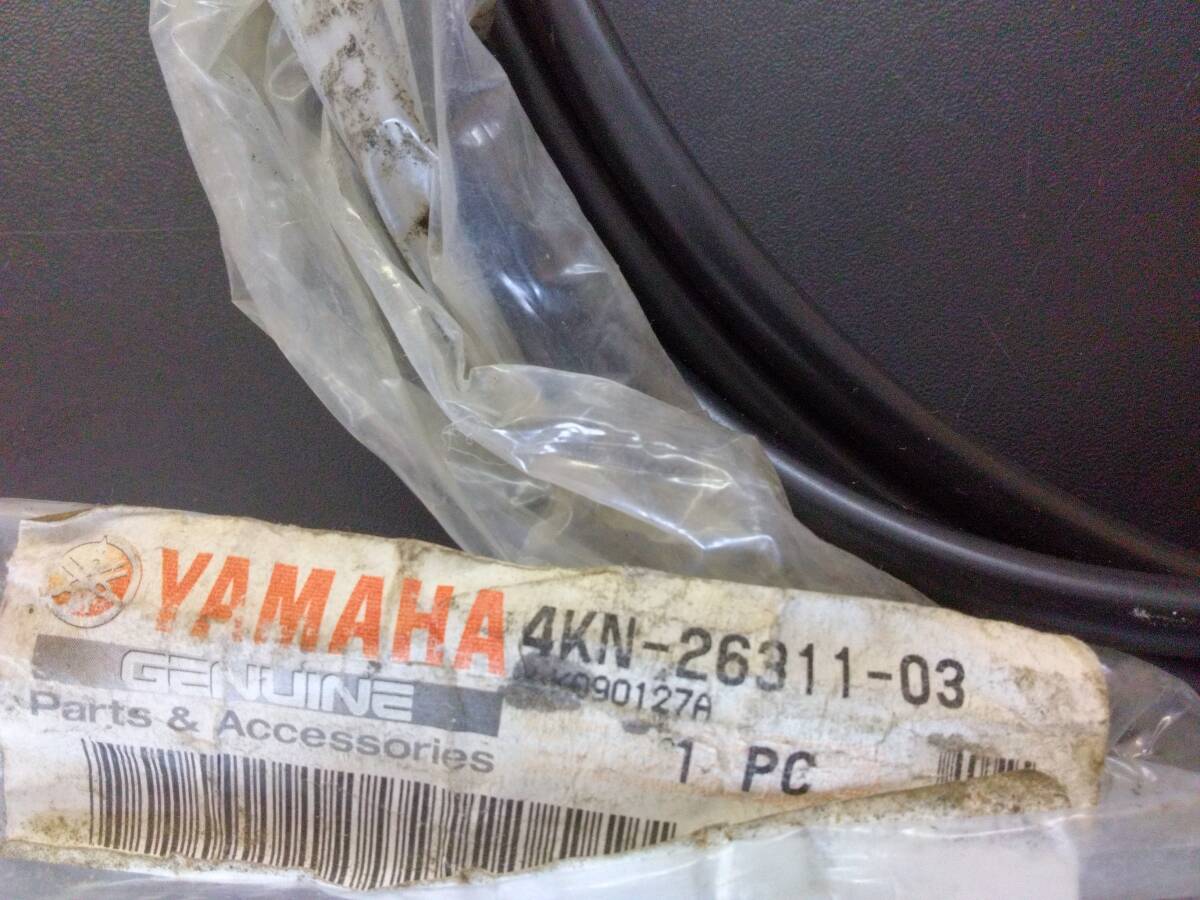 YAMAHA
GENUINE
Parts & Accessories
4KN-26311-03
1 PC